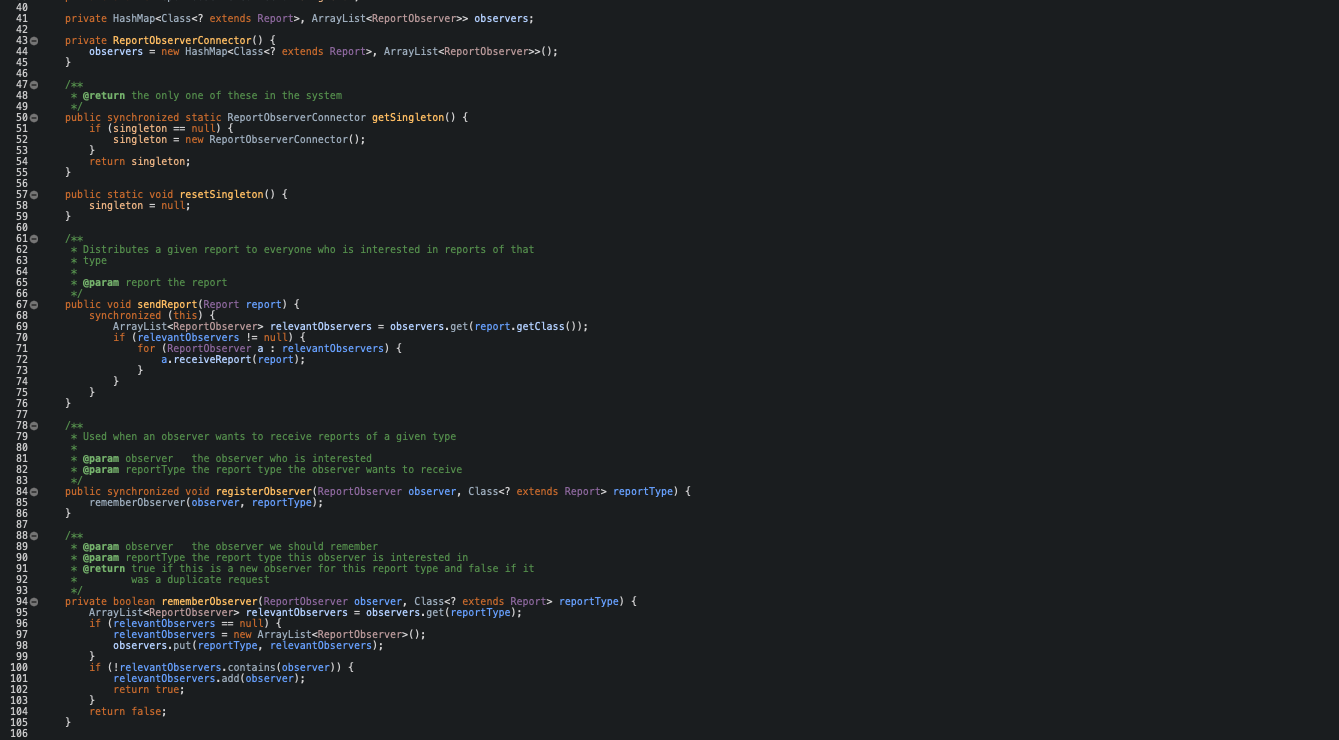 40
41 private HashMap<Class<? extends Report>, ArrayList<ReportObserver>> observers;
42
43 private ReportObserverConnector() {
44 observers = new HashMap<Class<? extends Report>, ArrayList<ReportObserver>>();
45 }
46
47 /**
48 * @return the only one of these in the system
49 */
50 public synchronized static ReportObserverConnector getSingleton() {
51 if (singleton == null) {
52 singleton = new ReportObserverConnector();
53 }
54 return singleton;
55 }
56
57 public static void resetSingleton() {
58 singleton = null;
59 }
60
61 /**
62 * Distributes a given report to everyone who is interested in reports of that
63 * type
64 *
65 * @param report the report
66 */
67 public void sendReport(Report report) {
68 synchronized (this) {
69 ArrayList<ReportObserver> relevantObservers = observers.get(report.getClass());
70 if (relevantObservers != null) {
71 for (ReportObserver a : relevantObservers) {
72 a.receiveReport(report);
73 }
74 }
75 }
76 }
77
78 /**
79 * Used when an observer wants to receive reports of a given type
80 *
81 * @param observer   the observer who is interested
82 * @param reportType the report type the observer wants to receive
83 */
84 public synchronized void registerObserver(ReportObserver observer, Class<? extends Report> reportType) {
85 rememberObserver(observer, reportType);
86 }
87
88 /**
89 * @param observer   the observer we should remember
90 * @param reportType the report type this observer is interested in
91 * @return true if this is a new observer for this report type and false if it
92 *         was a duplicate request
93 */
94 private boolean rememberObserver(ReportObserver observer, Class<? extends Report> reportType) {
95 ArrayList<ReportObserver> relevantObservers = observers.get(reportType);
96 if (relevantObservers == null) {
97 relevantObservers = new ArrayList<ReportObserver>();
98 observers.put(reportType, relevantObservers);
99 }
100 if (!relevantObservers.contains(observer)) {
101 relevantObservers.add(observer);
102 return true;
103 }
104 return false;
105 }
106